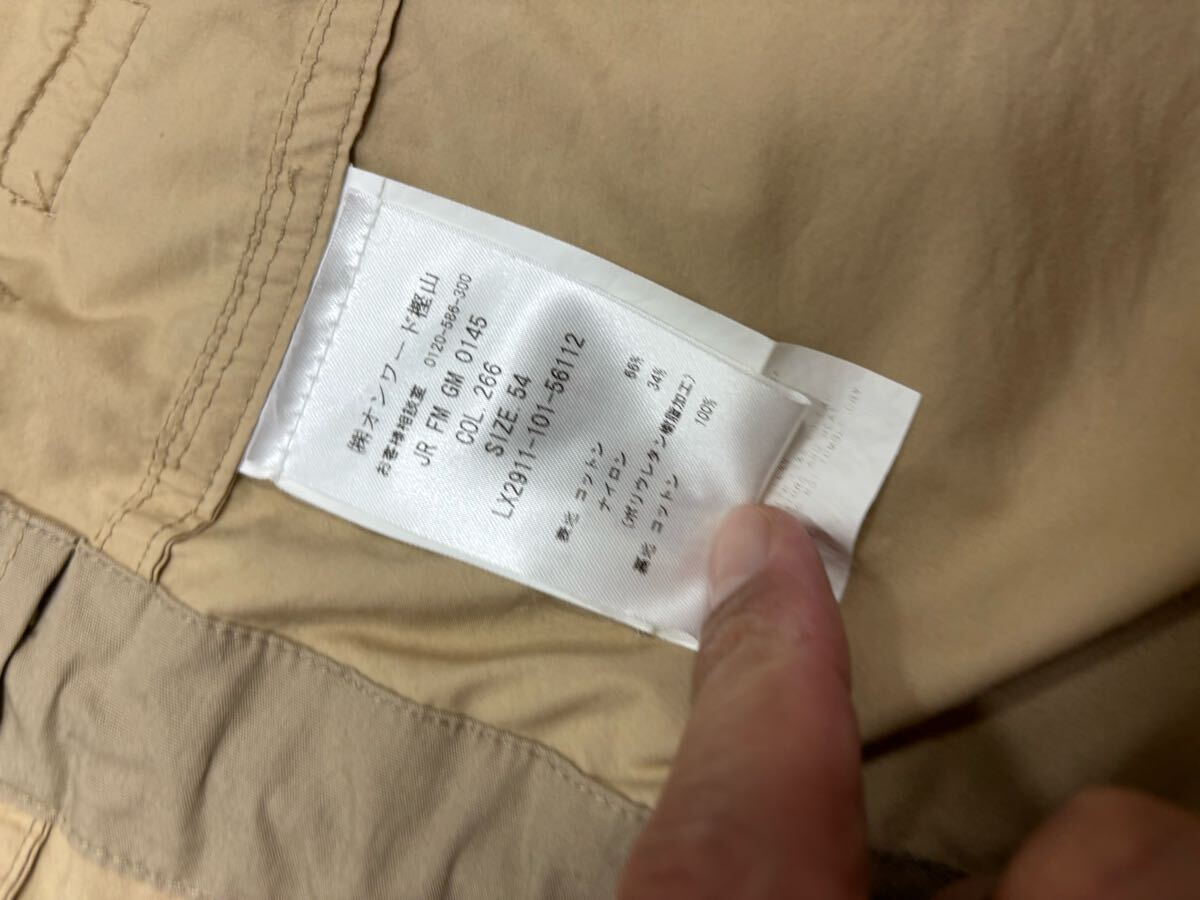 ㈱オンワード樫山
お客様相談室 0120-586-300
JR FM GM 0145
COL. 266
SIZE. 54
LX2911-101-56112
表地 コットン 66%
ナイロン 34%
(ポリウレタン樹脂加工)
裏地 コットン 100%